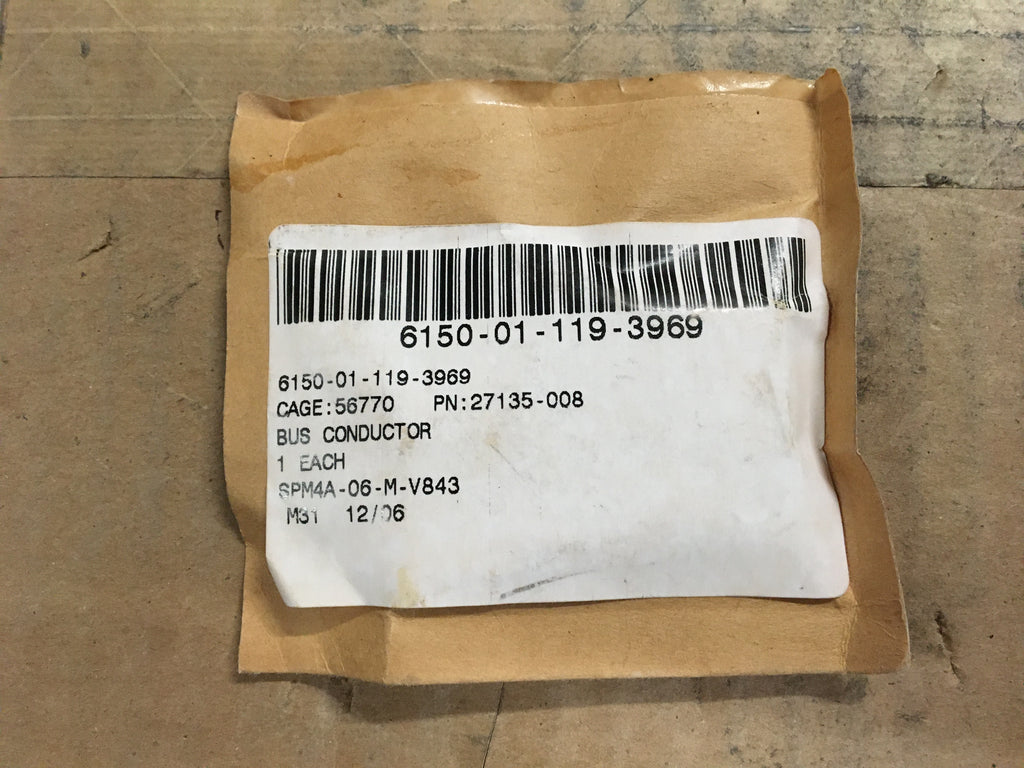 6150-01-119-3969
6150-01-119-3969
CAGE:56770 PN:27135-008
BUS CONDUCTOR
1 EACH
SPM4A-06-M-V843
M31 12/06